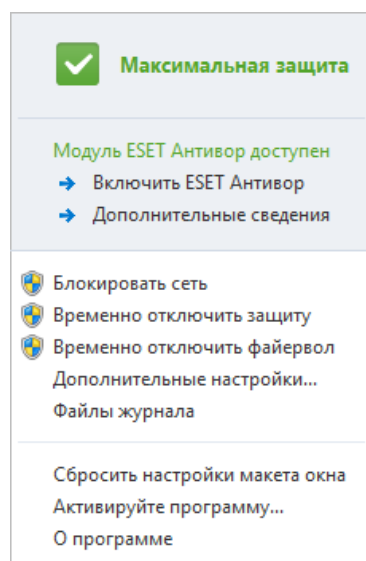 Максимальная защита
Модуль ESET Антивор доступен
Включить ESET Антивор
Дополнительные сведения
Блокировать сеть
Временно отключить защиту
Временно отключить файервол
Дополнительные настройки...
Файлы журнала
Сбросить настройки макета окна
Активируйте программу...
О программе